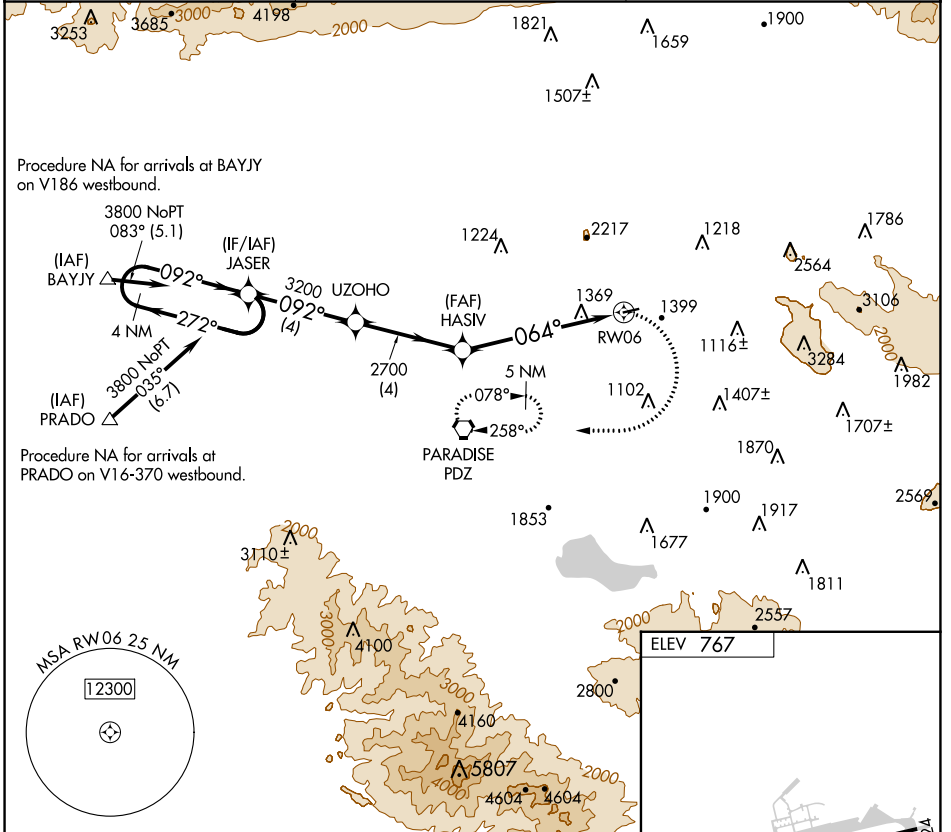 3253
3685
3000
4198
2000
1821
1659
1900
1507±
Procedure NA for arrivals at BAYJY
on V186 westbound.
3800 NoPT
083° (5.1)
(IAF)
BAYJY
092°
(IF/IAF)
JASER
3200
092°
(4)
UZOHO
272°
4 NM
3800 NoPT
035°
(6.7)
(IAF)
PRADO
Procedure NA for arrivals at
PRADO on V16-370 westbound.
2700
(4)
(FAF)
HASIV
064°
1224
2217
1218
1786
2564
3106
2000
1369
RW06
1399
1116±
3284
1982
5 NM
078°
258°
PARADISE
PDZ
1102
1407±
1707±
1870
2569
1853
1900
1917
1677
1811
2000
3110±
3000
4100
2000
2557
2800
3000
4160
5807
4000
4604
4604
2000
MSA RW06 25 NM
12300
ELEV 767
24